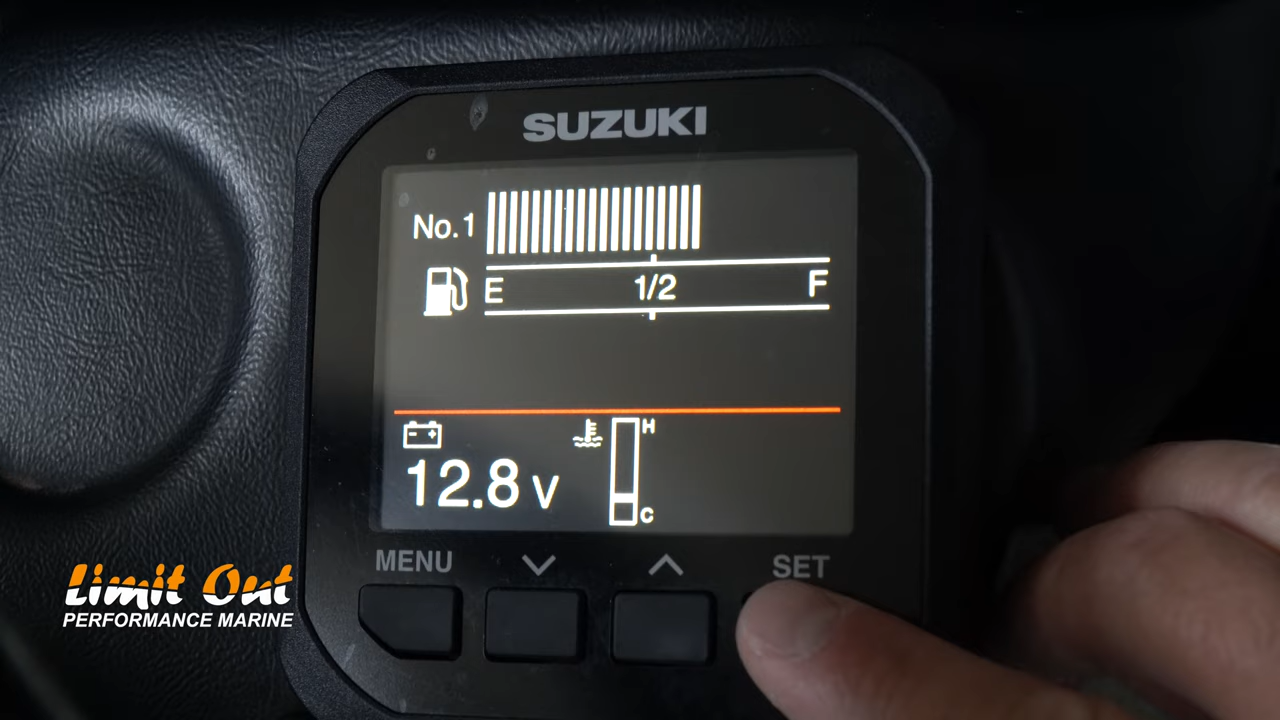 SUZUKI
No.1
E 1/2 F
H
12.8 V
C
MENU SET
Limit Out
PERFORMANCE MARINE